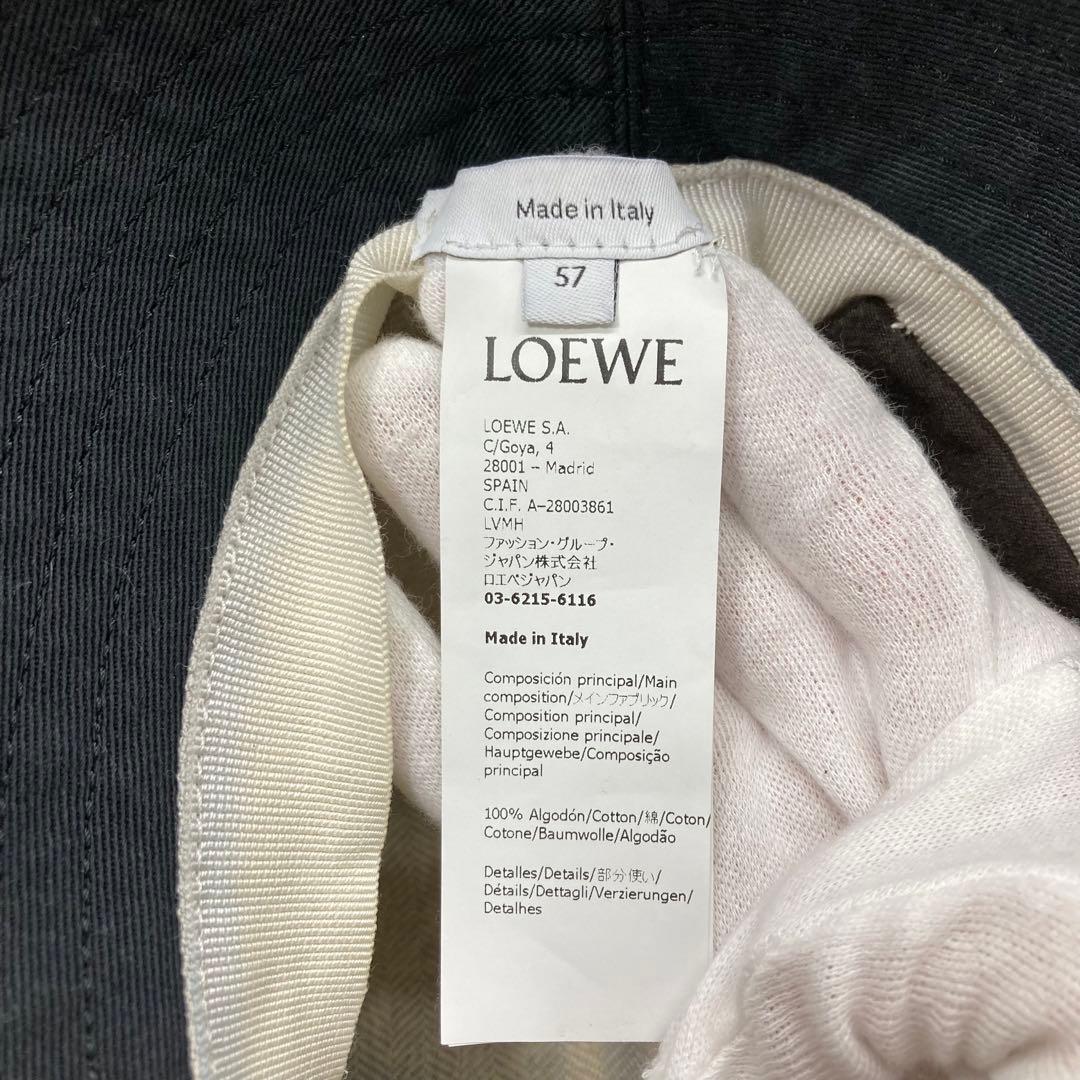 Made in Italy
57
LOEWE
LOEWE S.A.
C/Goya, 4
28001 – Madrid
SPAIN
C.I.F. A–28003861
LVMH
ファッション・グループ・
ジャパン株式会社
ロエベジャパン
03-6215-6116
Made in Italy
Composición principal/Main
composition/メインファブリック/
Composition principal/
Composizione principale/
Hauptgewebe/Composição
principal
100% Algodón/Cotton/綿/Coton/
Cotone/Baumwolle/Algodão
Detalles/Details/部分使い/
Détails/Dettagli/Verzierungen/
Detalhes